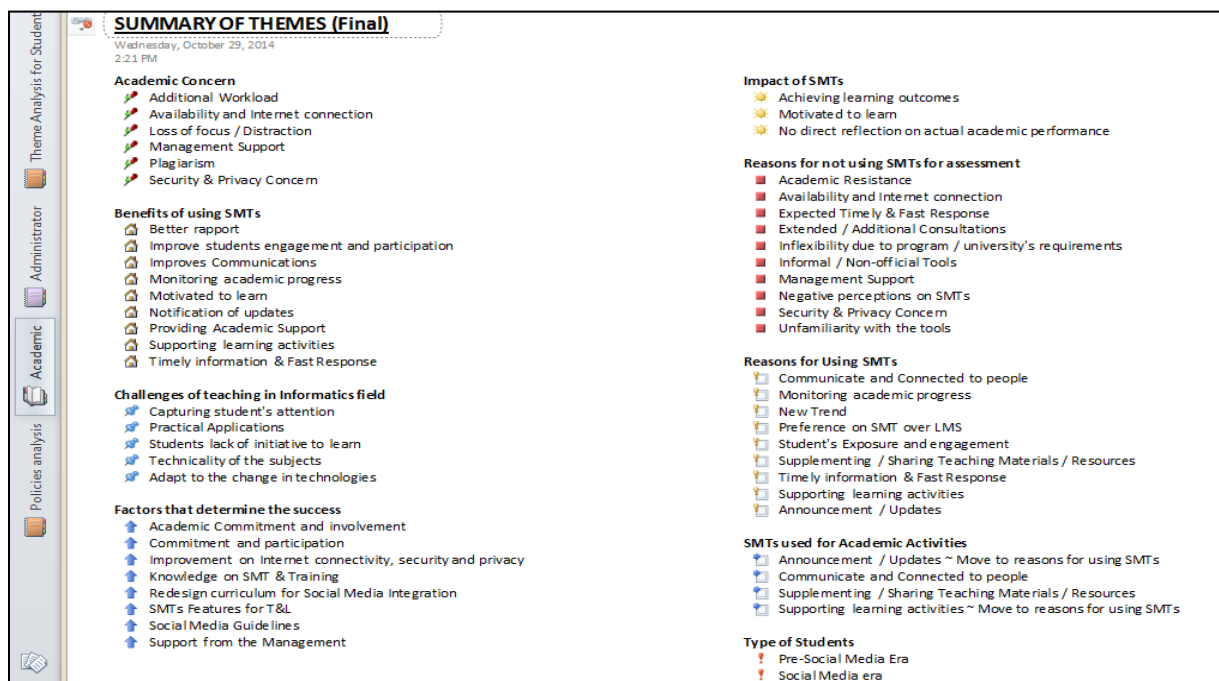 SUMMARY OF THEMES (Final)
Wednesday, October 29, 2014
2:21 PM
Academic Concern
Additional Workload
Availability and Internet connection
Loss of focus / Distraction
Management Support
Plagiarism
Security & Privacy Concern
Benefits of using SMTs
Better rapport
Improve students engagement and participation
Improves Communications
Monitoring academic progress
Motivated to learn
Notification of updates
Providing Academic Support
Supporting learning activities
Timely information & Fast Response
Challenges of teaching in Informatics field
Capturing student's attention
Practical Applications
Students lack of initiative to learn
Technicality of the subjects
Adapt to the change in technologies
Factors that determine the success
Academic Commitment and involvement
Commitment and participation
Improvement on Internet connectivity, security and privacy
Knowledge on SMT & Training
Redesign curriculum for Social Media Integration
SMTs Features for T&L
Social Media Guidelines
Support from the Management
Impact of SMTs
Achieving learning outcomes
Motivated to learn
No direct reflection on actual academic performance
Reasons for not using SMTs for assessment
Academic Resistance
Availability and Internet connection
Expected Timely & Fast Response
Extended / Additional Consultations
Inflexibility due to program / university's requirements
Informal / Non-official Tools
Management Support
Negative perceptions on SMTs
Security & Privacy Concern
Unfamiliarity with the tools
Reasons for Using SMTs
Communicate and Connected to people
Monitoring academic progress
New Trend
Preference on SMT over LMS
Student's Exposure and engagement
Supplementing / Sharing Teaching Materials / Resources
Timely information & Fast Response
Supporting learning activities
Announcement / Updates
SMTs used for Academic Activities
Announcement / Updates ~ Move to reasons for using SMTs
Communicate and Connected to people
Supplementing / Sharing Teaching Materials / Resources
Supporting learning activities ~ Move to reasons for using SMTs
Type of Students
Pre-Social Media Era
Social Media era
Theme Analysis for Student
Administrator
Academic
Policies analysis